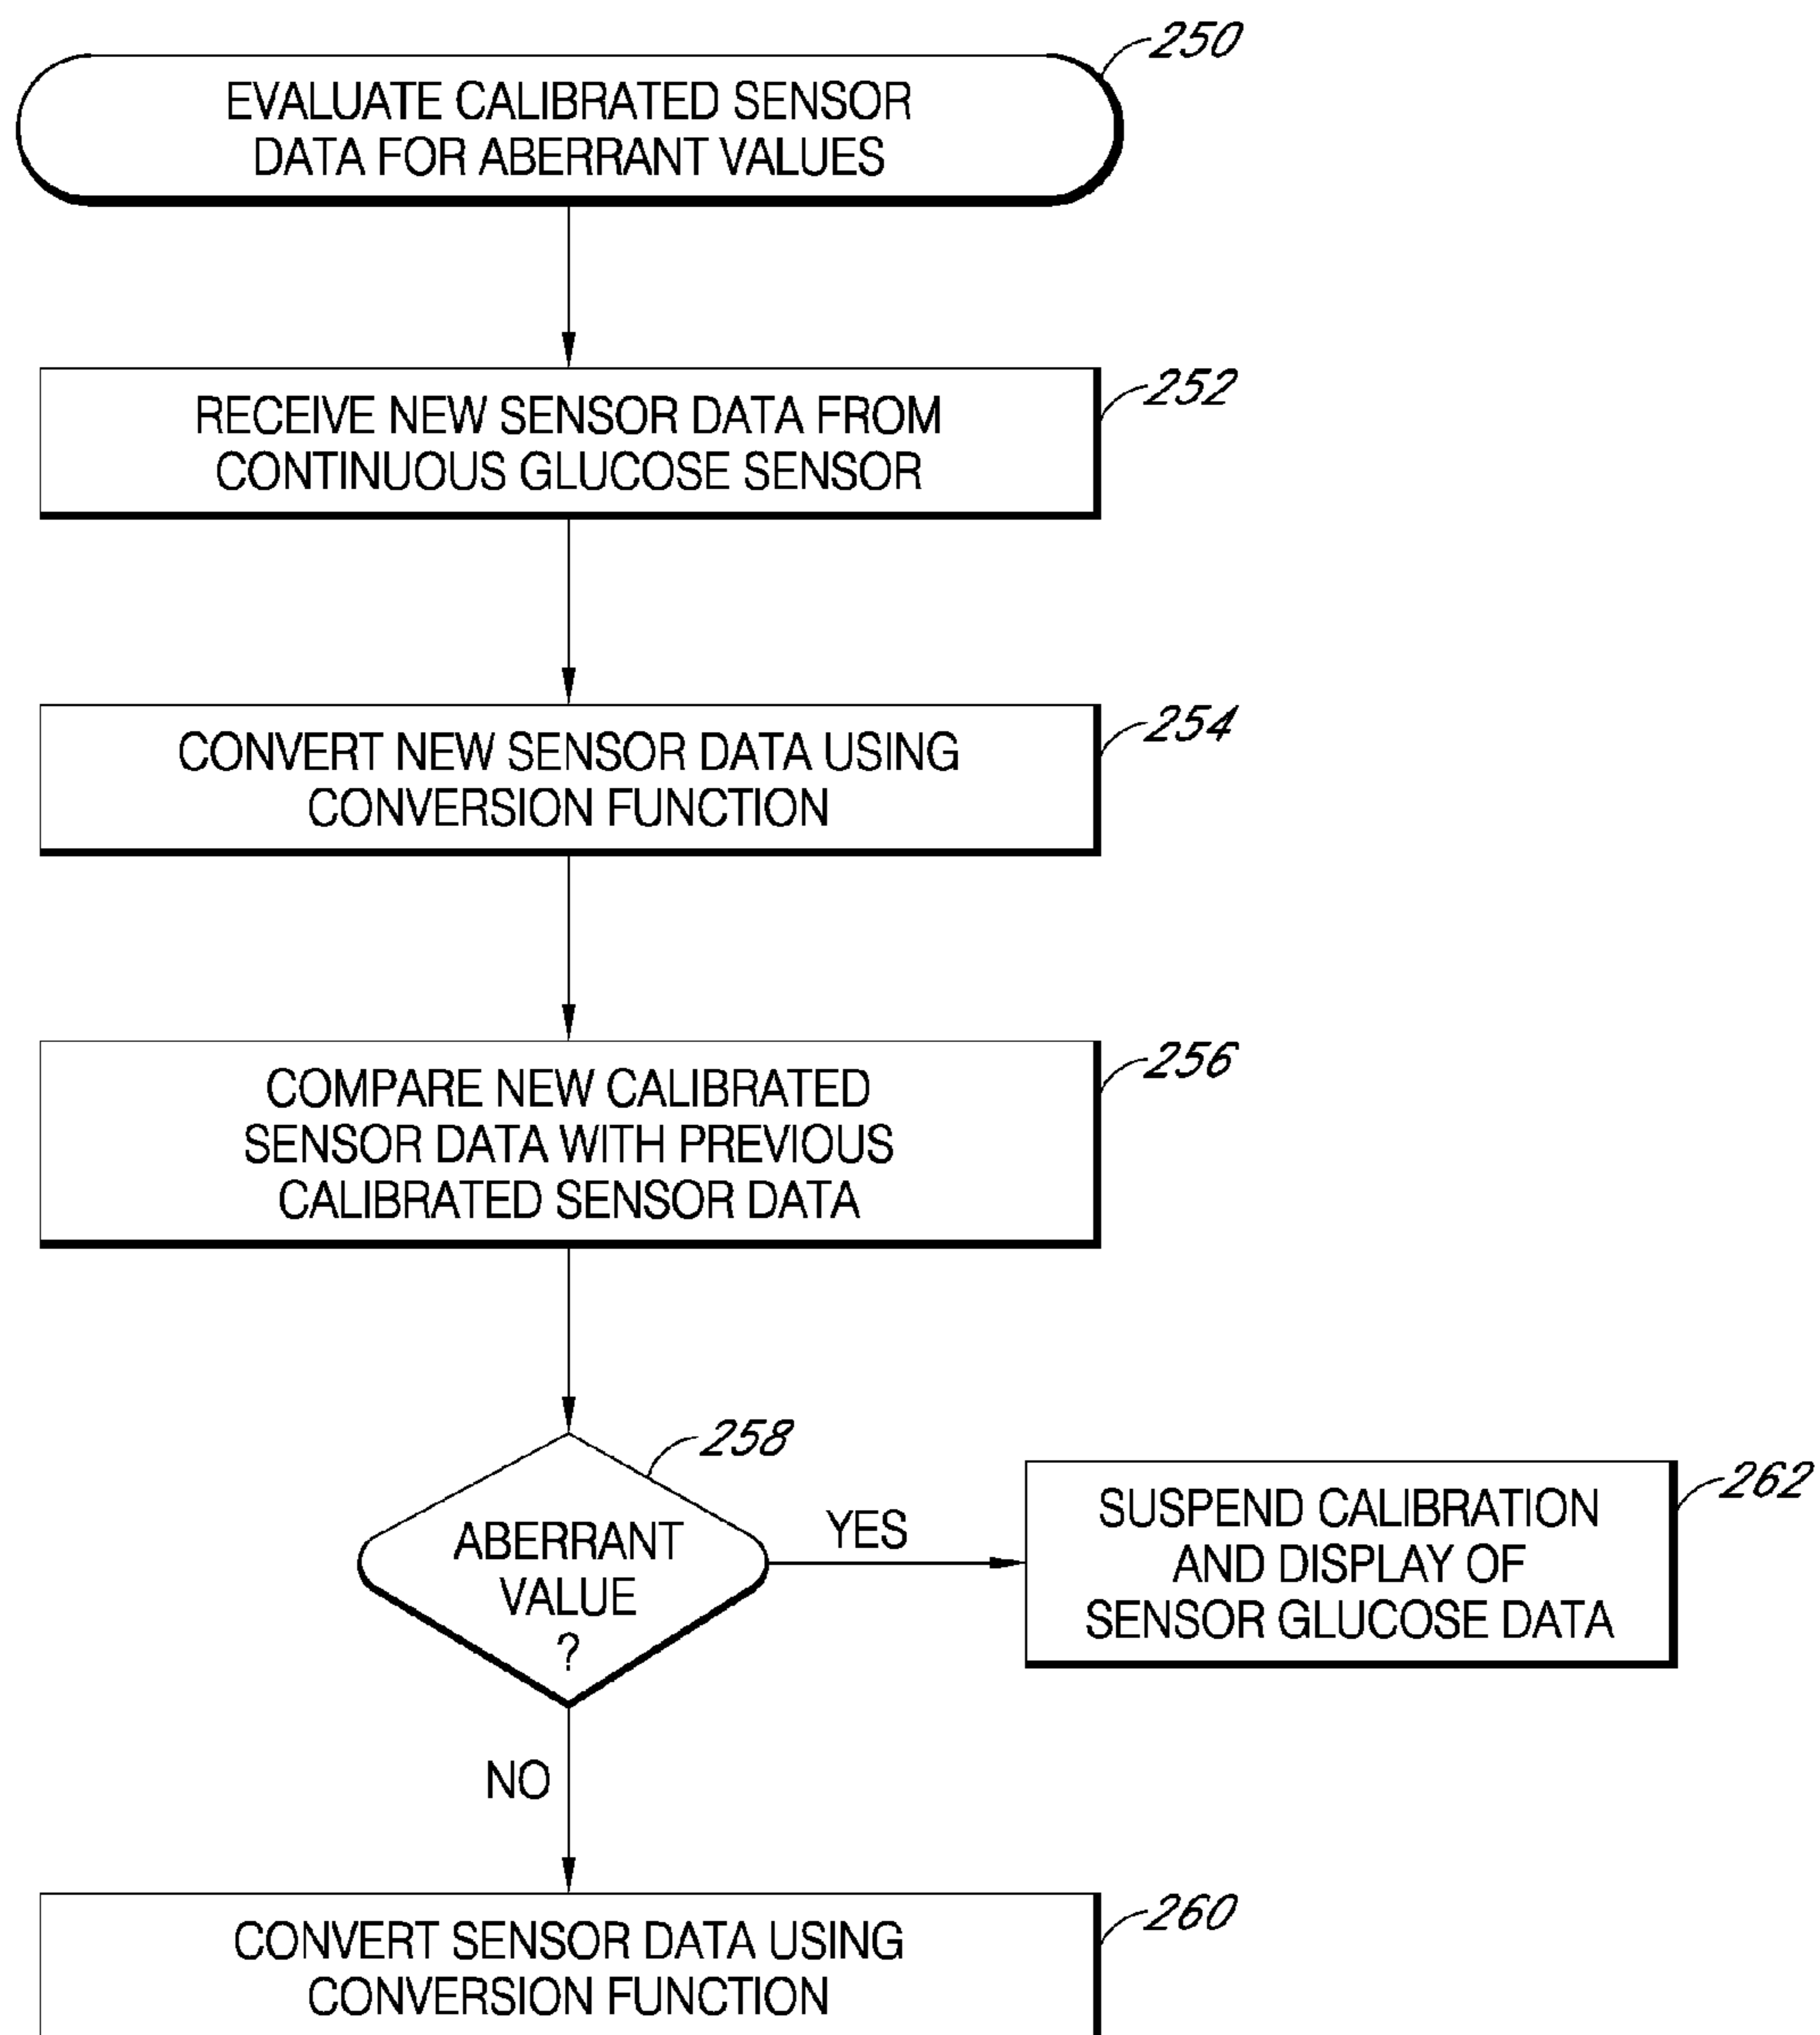 250
EVALUATE CALIBRATED SENSOR
DATA FOR ABERRANT VALUES
252
RECEIVE NEW SENSOR DATA FROM
CONTINUOUS GLUCOSE SENSOR
254
CONVERT NEW SENSOR DATA USING
CONVERSION FUNCTION
256
COMPARE NEW CALIBRATED
SENSOR DATA WITH PREVIOUS
CALIBRATED SENSOR DATA
258
ABERRANT
VALUE
?
YES
262
SUSPEND CALIBRATION
AND DISPLAY OF
SENSOR GLUCOSE DATA
NO
260
CONVERT SENSOR DATA USING
CONVERSION FUNCTION